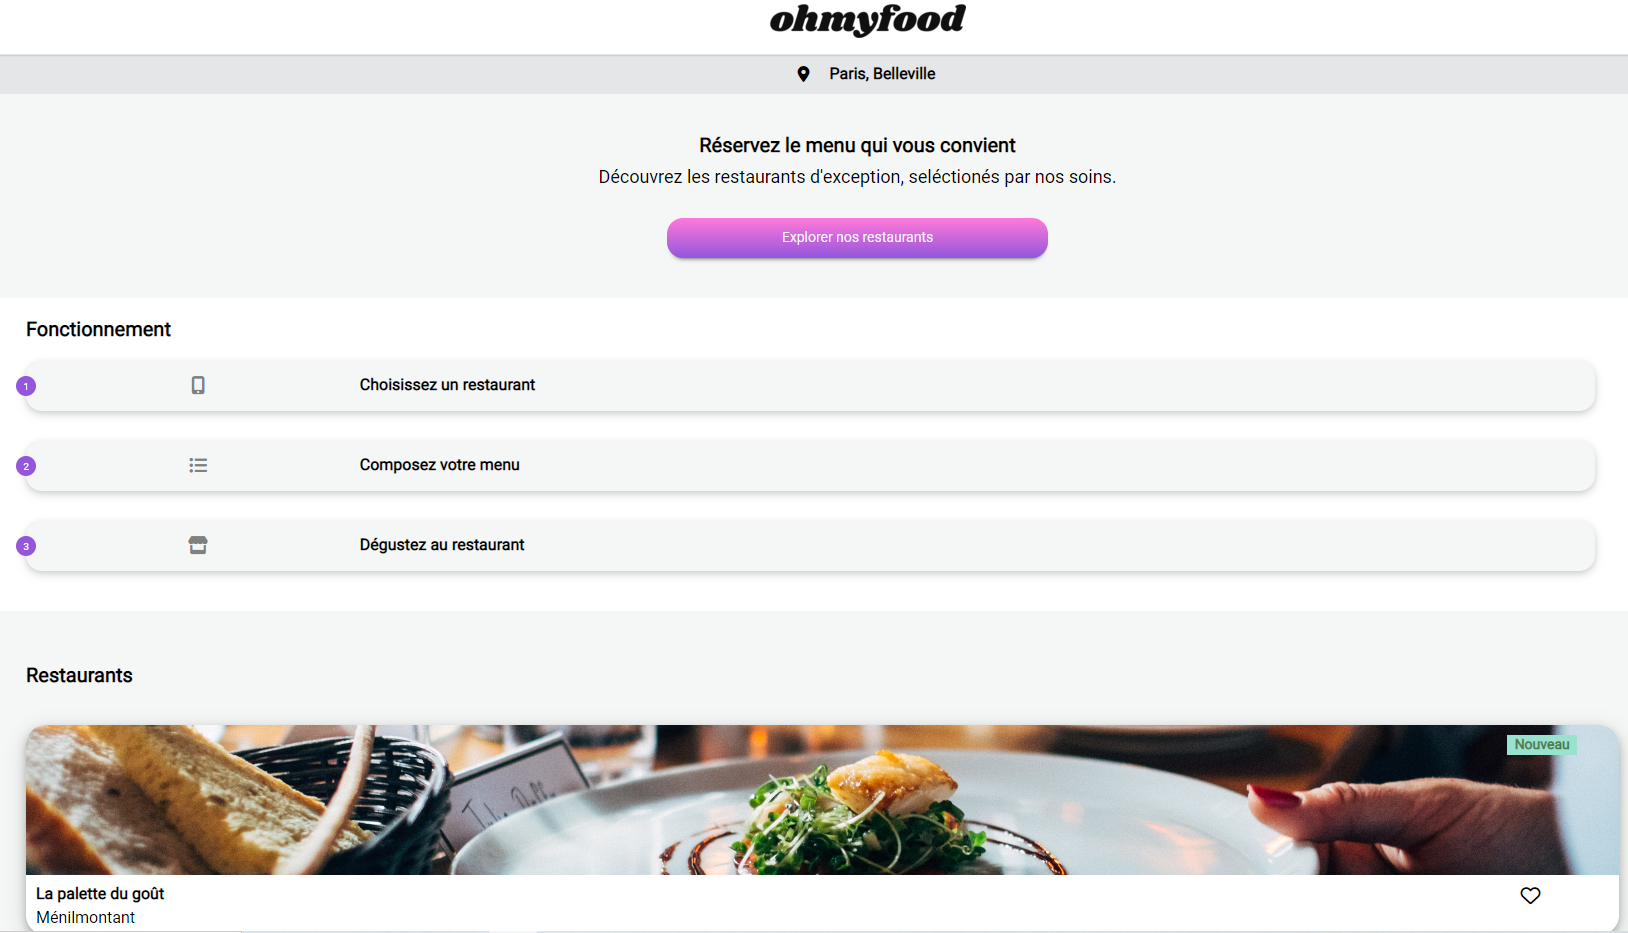 ohmyfood
Paris, Belleville
Réservez le menu qui vous convient
Découvrez les restaurants d'exception, seléctionés par nos soins.
Explorer nos restaurants
Fonctionnement
1 Choisissez un restaurant
2 Composez votre menu
3 Dégustez au restaurant
Restaurants
Nouveau
La palette du goût
Ménilmontant